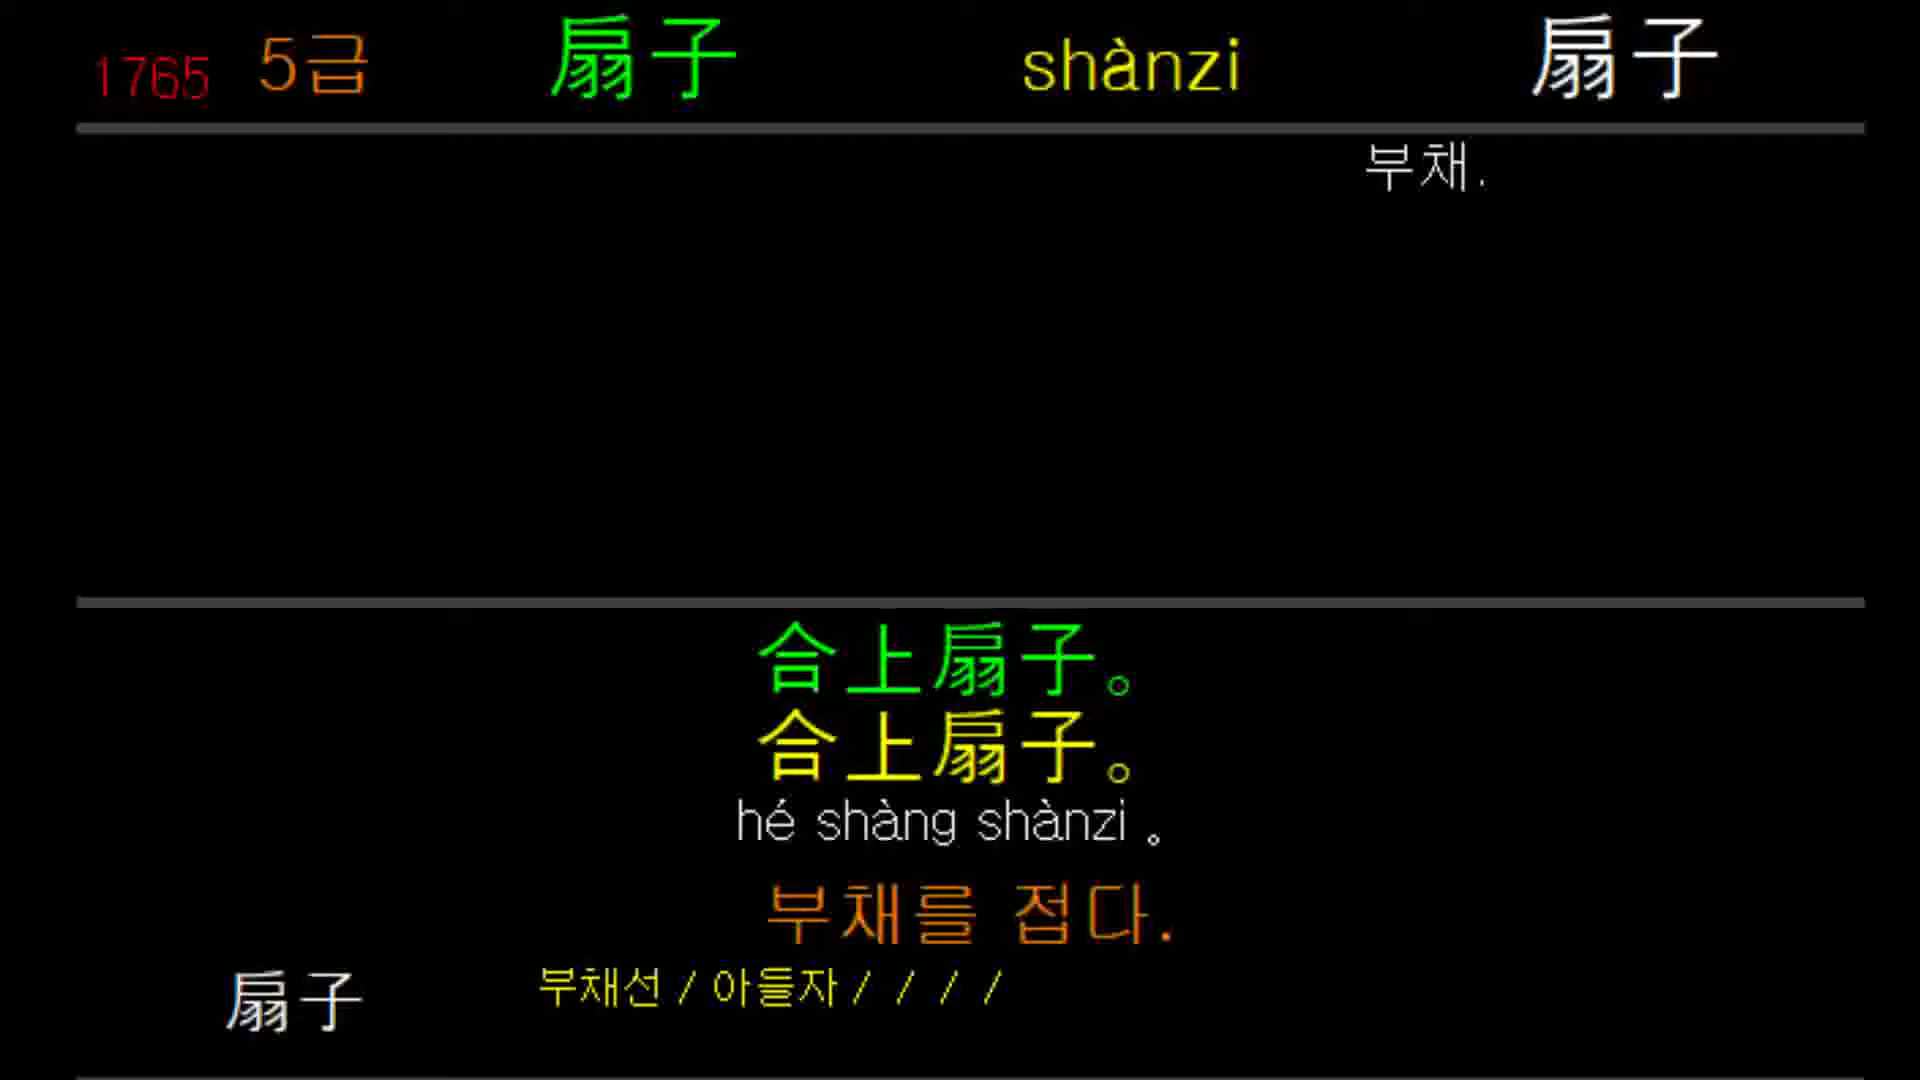 1765 5급 扇子 shànzi 扇子
부채.
合上扇子。
合上扇子。
hé shàng shànzi 。
부채를 접다.
扇子 부채선 / 아들자 / / / /